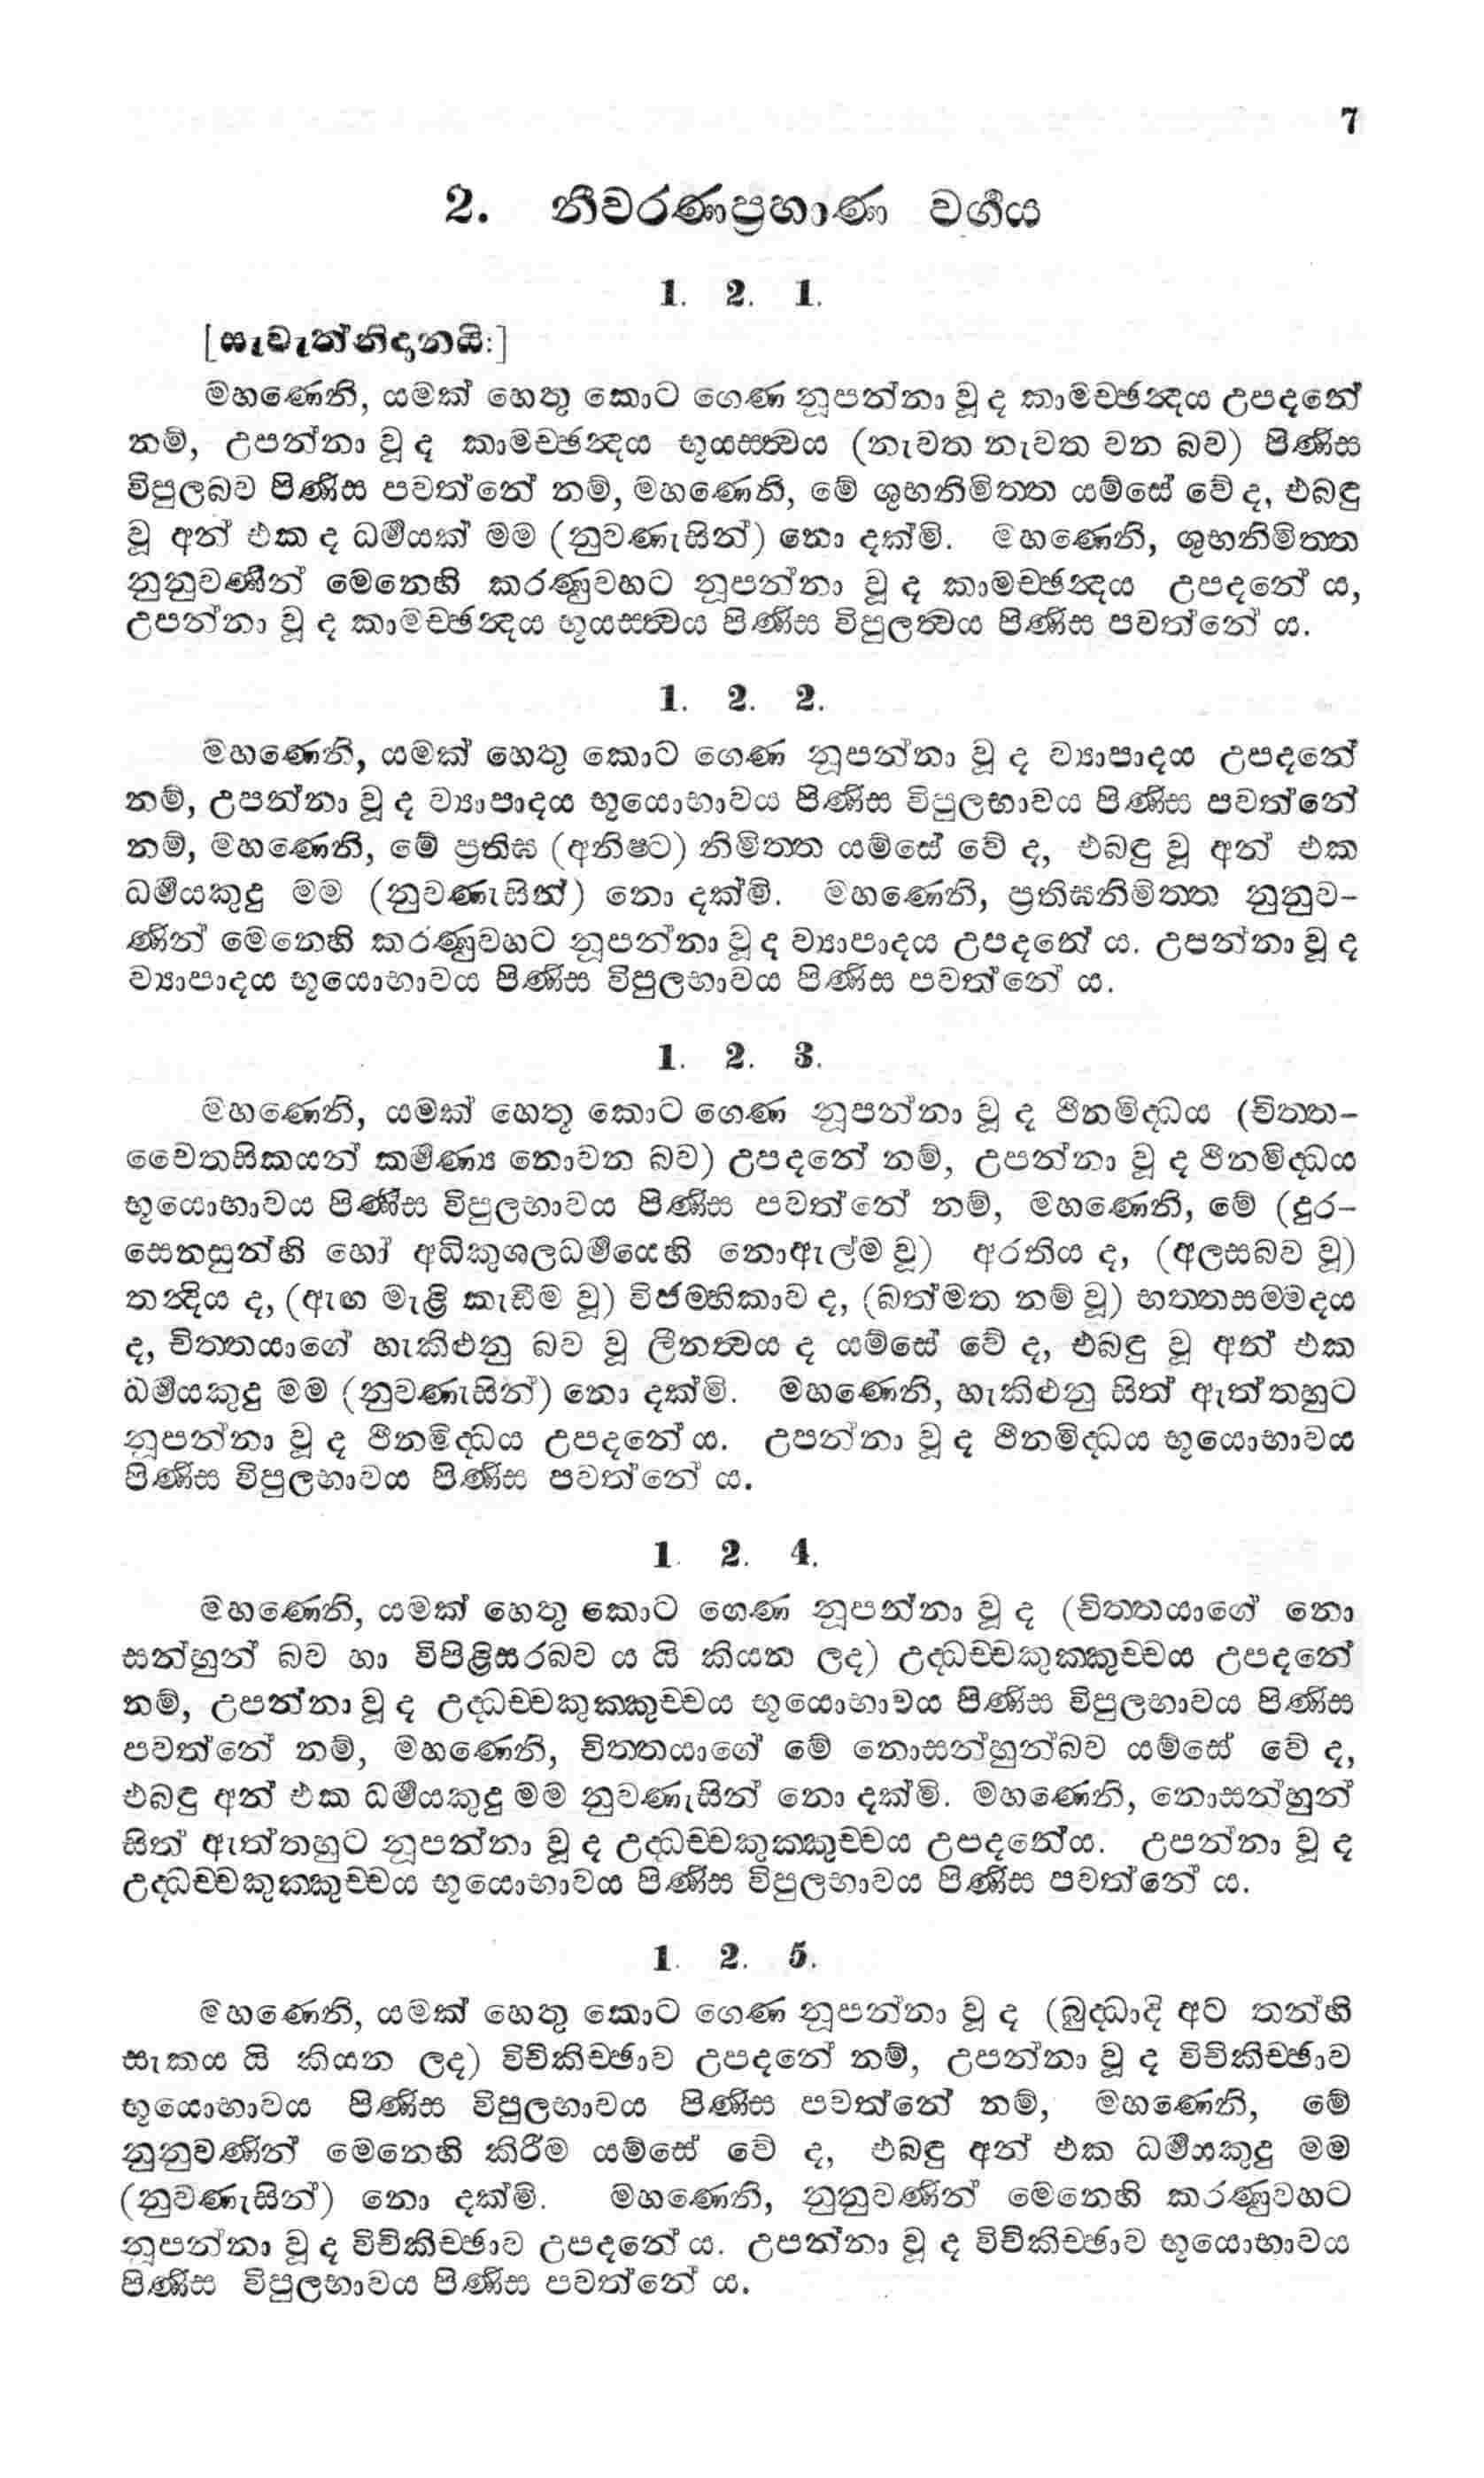 7
2. නීවරණප්‍රහාණ වර්‍ගය
1. 2. 1.
[සැවැත්නිදානයි:]
මහණෙනි, යමක් හෙතු කොට ගෙණ නූපන්නා වූ ද කාමච්ඡන්‍දය උපදනේ
නම්, උපන්නා වූ ද කාමච්ඡන්‍දය භූයසත්‍වය (නැවත නැවත වන බව) පිණිස
විපුලබව පිණිස පවත්නේ නම්, මහණෙනි, මේ ශුභනිමිත්ත යම්සේ වේ ද, එබඳු
වූ අන් එක ද ධර්‍මයක් මම (නුවණැසින්) නො දක්මි. මහණෙනි, ශුභනිමිත්ත
නුනුවණින් මෙනෙහි කරණුවහට නූපන්නා වූ ද කාමච්ඡන්‍දය උපදනේ ය,
උපන්නා වූ ද කාමච්ඡන්‍දය භූයසත්‍වය පිණිස විපුලත්‍වය පිණිස පවත්නේ ය.
1. 2. 2.
මහණෙනි, යමක් හෙතු කොට ගෙණ නූපන්නා වූ ද ව්‍යාපාදය උපදනේ
නම්, උපන්නා වූ ද ව්‍යාපාදය භූයොභාවය පිණිස විපුලභාවය පිණිස පවත්නේ
නම්, මහණෙනි, මේ ප්‍රතිඝ (අනිෂ්ට) නිමිත්ත යම්සේ වේ ද, එබඳු වූ අන් එක
ධර්‍මයකුදු මම (නුවණැසින්) නො දක්මි. මහණෙනි, ප්‍රතිඝනිමිත්ත නුනුව-
ණින් මෙනෙහි කරණුවහට නූපන්නා වූ ද ව්‍යාපාදය උපදනේ ය. උපන්නා වූ ද
ව්‍යාපාදය භූයොභාවය පිණිස විපුලභාවය පිණිස පවත්නේ ය.
1. 2. 3.
මහණෙනි, යමක් හෙතු කොට ගෙණ නූපන්නා වූ ද ථීනමිද්‍ධය (චිත්ත-
චෛතසිකයන් කර්‍මණ්‍ය නොවන බව) උපදනේ නම්, උපන්නා වූ ද ථීනමිද්‍ධය
භූයොභාවය පිණිස විපුලභාවය පිණිස පවත්නේ නම්, මහණෙනි, මේ (දුර-
සෙනසුන්හි හෝ අධිකුශලධර්‍මයෙහි නොඇල්ම වූ) අරතිය ද, (අලසබව වූ)
තන්‍දිය ද, (ඇඟ මැළි කැඩීම වූ) විජම්භිකාව ද, (බත්මත නම් වූ) භත්තසම්මදය
ද, චිත්තයාගේ හැකිළුනු බව වූ ලීනත්‍වය ද යම්සේ වේ ද, එබඳු වූ අන් එක
ධර්‍මයකුදු මම (නුවණැසින්) නො දක්මි. මහණෙනි, හැකිළුනු සිත් ඇත්තහුට
නූපන්නා වූ ද ථීනමිද්‍ධය උපදනේ ය. උපන්නා වූ ද ථීනමිද්‍ධය භූයොභාවය
පිණිස විපුලභාවය පිණිස පවත්නේ ය.
1. 2. 4.
මහණෙනි, යමක් හෙතු කොට ගෙණ නූපන්නා වූ ද (චිත්තයාගේ නො
සන්හුන් බව හා විපිළිසරබව ය යි කියන ලද) උද්‍ධච්චකුක්කුච්චය උපදනේ
නම්, උපන්නා වූ ද උද්‍ධච්චකුක්කුච්චය භූයොභාවය පිණිස විපුලභාවය පිණිස
පවත්නේ නම්, මහණෙනි, චිත්තයාගේ මේ නොසන්හුන්බව යම්සේ වේ ද,
එබඳු අන් එක ධර්‍මයකුදු මම නුවණැසින් නො දක්මි. මහණෙනි, නොසන්හුන්
සිත් ඇත්තහුට නූපන්නා වූ ද උද්‍ධච්චකුක්කුච්චය උපදනේය. උපන්නා වූ ද
උද්‍ධච්චකුක්කුච්චය භූයොභාවය පිණිස විපුලභාවය පිණිස පවත්නේ ය.
1. 2. 5.
මහණෙනි, යමක් හෙතු කොට ගෙණ නූපන්නා වූ ද (බුද්‍ධාදි අට තන්හි
සැකය යි කියන ලද) විචිකිච්ඡාව උපදනේ නම්, උපන්නා වූ ද විචිකිච්ඡාව
භූයොභාවය පිණිස විපුලභාවය පිණිස පවත්නේ නම්, මහණෙනි, මේ
නුනුවණින් මෙනෙහි කිරීම යම්සේ වේ ද, එබඳු අන් එක ධර්‍මයකුදු මම
(නුවණැසින්) නො දක්මි. මහණෙනි, නුනුවණින් මෙනෙහි කරණුවහට
නූපන්නා වූ ද විචිකිච්ඡාව උපදනේ ය. උපන්නා වූ ද විචිකිච්ඡාව භූයොභාවය
පිණිස විපුලභාවය පිණිස පවත්නේ ය.